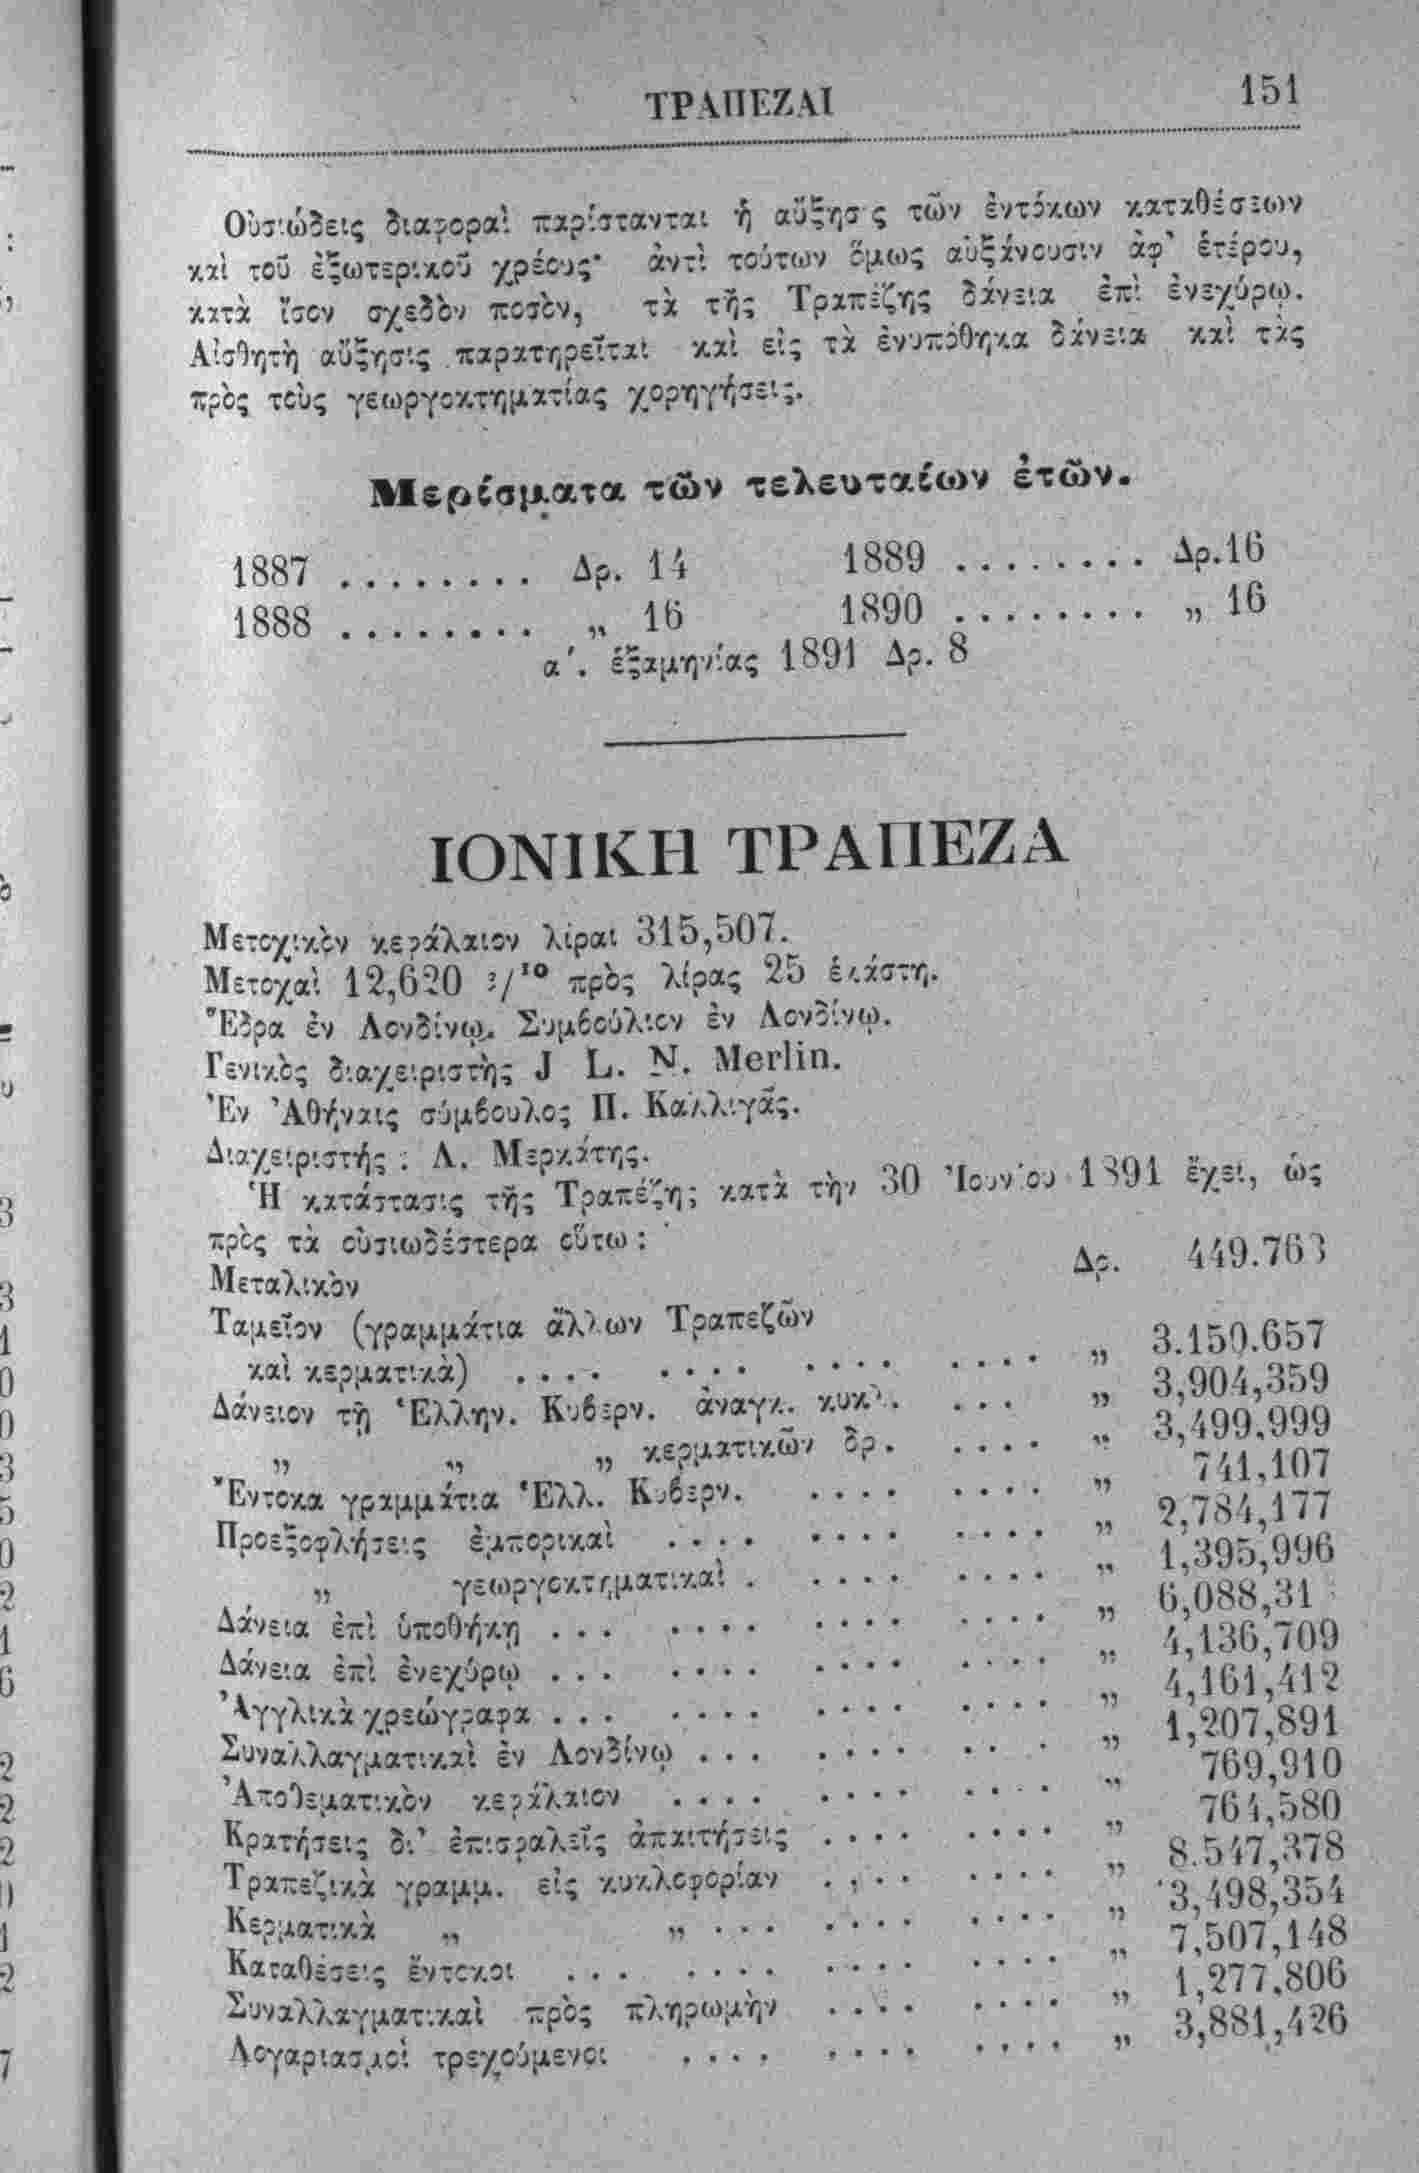 ΤΡΑΠΕΖΑΙ 151
Οὐσιώδεις διαφοραὶ παρίστανται ἡ αὔξησις τῶν ἐντόκων καταθέσεων
καὶ τοῦ ἐξωτερικοῦ χρέους· ἀντὶ τούτων ὅμως αὐξάνουσιν ἀφ’ ἑτέρου,
κατὰ ἴσον σχεδὸν ποσὸν, τὰ τῆς Τραπέζης δάνεια ἐπὶ ἐνεχύρῳ.
Αἰσθητὴ αὔξησις παρατηρεῖται καὶ εἰς τὰ ἐνυπόθηκα δάνεια καὶ τὰς
πρὸς τοὺς γεωργοκτηματίας χορηγήσεις.
Μερίσματα τῶν τελευταίων ἐτῶν.
1887 ........ Δρ. 14 1889 ........ Δρ. 16
1888 ........ „ 16 1890 ........ „ 16
α΄. ἑξαμηνίας 1891 Δρ. 8
ΙΟΝΙΚΗ ΤΡΑΠΕΖΑ
Μετοχικὸν κεφάλαιον λίραι 315,507.
Μετοχαὶ 12,620 πρὸς λίρας 25 ἑκάστη.
Ἕδρα ἐν Λονδίνῳ. Συμβούλιον ἐν Λονδίνῳ.
Γενικὸς διαχειριστὴς J L. N. Merlin.
Ἐν Ἀθήναις σύμβουλος Π. Καλλιγᾶς.
Διαχειριστής : Λ. Μερκάτης.
Ἡ κατάστασις τῆς Τραπέζης κατὰ τὴν 30 Ἰουνίου 1891 ἔχει, ὡς
πρὸς τὰ οὐσιωδέστερα οὕτω :
Μεταλικὸν Δρ. 449.763
Ταμεῖον (γραμμάτια ἄλλων Τραπεζῶν
καὶ κερματικὰ) .... .... .... .... „ 3.150.657
Δάνειον τῇ Ἑλλην. Κυβερν. ἀναγκ. κυκλ. ... „ 3,904,359
„ „ „ κερματικῶν δρ. .... „ 3,499,999
Ἔντοκα γραμμάτια Ἑλλ. Κυβερν. .... .... „ 741,107
Προεξοφλήσεις ἐμπορικαὶ .... .... .... „ 2,784,177
„ γεωργοκτηματικαὶ . .... .... „ 1,395,996
Δάνεια ἐπὶ ὑποθήκῃ ... .... .... .... „ 6,088,31
Δάνεια ἐπὶ ἐνεχύρῳ ... .... .... .... „ 4,136,709
Ἀγγλικὰ χρεώγραφα ... .... .... .... „ 4,161,412
Συναλλαγματικαὶ ἐν Λονδίνῳ ... .... .... „ 1,207,891
Ἀποθεματικὸν κεφάλαιον .... .... .... „ 769,910
Κρατήσεις δι’ ἐπισφαλεῖς ἀπαιτήσεις .... .... „ 764,580
Τραπεζικὰ γραμμ. εἰς κυκλοφορίαν .... .... „ 8.547,378
Κερματικὰ „ „ ... .... .... „ 3,498,354
Καταθέσεις ἔντοκοι ... .... .... .... „ 7,507,148
Συναλλαγματικαὶ πρὸς πληρωμὴν .... .... „ 1,277,806
Λογαριασμοὶ τρεχούμενοι .... .... .... „ 3,881,426